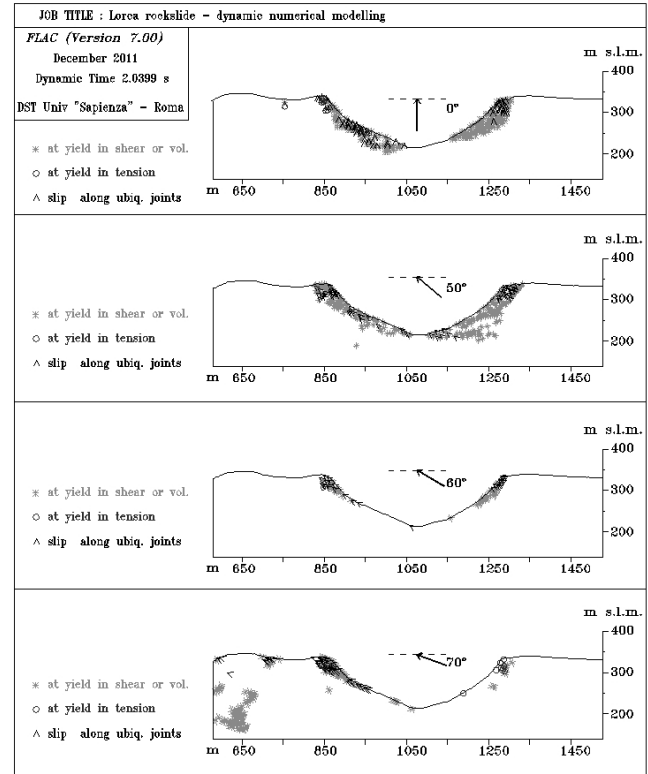 JOB TITLE : Lorca rockslide - dynamic numerical modelling
FLAC (Version 7.00)
December 2011
Dynamic Time 2.0399 s
DST Univ "Sapienza" - Roma
m s.l.m.
400
300
200
0°
* at yield in shear or vol.
o at yield in tension
∧ slip along ubiq. joints
m 650 850 1050 1250 1450
m s.l.m.
400
300
200
50°
* at yield in shear or vol.
o at yield in tension
∧ slip along ubiq. joints
m 650 850 1050 1250 1450
m s.l.m.
400
300
200
60°
* at yield in shear or vol.
o at yield in tension
∧ slip along ubiq. joints
m 650 850 1050 1250 1450
m s.l.m.
400
300
200
70°
* at yield in shear or vol.
o at yield in tension
∧ slip along ubiq. joints
m 650 850 1050 1250 1450